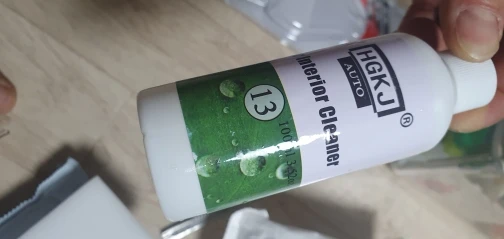 HGKJ®
AUTO
Interior Cleaner
13